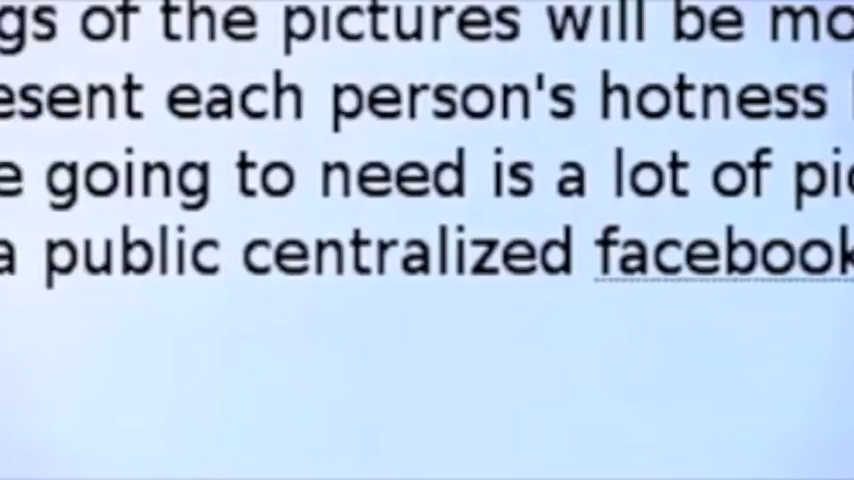 gs of the pictures will be mo
esent each person's hotness
e going to need is a lot of pic
a public centralized facebook